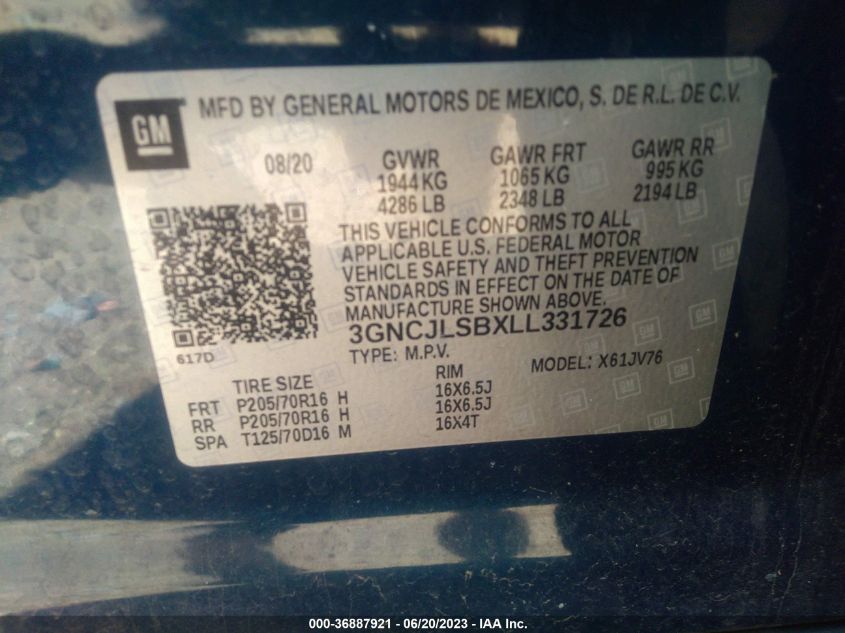 GM
MFD BY GENERAL MOTORS DE MEXICO, S. DE R.L. DE C.V.
08/20 GVWR GAWR FRT GAWR RR
1944 KG 1065 KG 995 KG
4286 LB 2348 LB 2194 LB
THIS VEHICLE CONFORMS TO ALL
APPLICABLE U.S. FEDERAL MOTOR
VEHICLE SAFETY AND THEFT PREVENTION
STANDARDS IN EFFECT ON THE DATE OF
MANUFACTURE SHOWN ABOVE.
3GNCJLSBXLL331726
617D
TYPE: M.P.V. MODEL: X61JV76
TIRE SIZE RIM
FRT P205/70R16 H 16X6.5J
RR P205/70R16 H 16X6.5J
SPA T125/70D16 M 16X4T
000-36887921 / 06/20/2023 / IAA Inc.